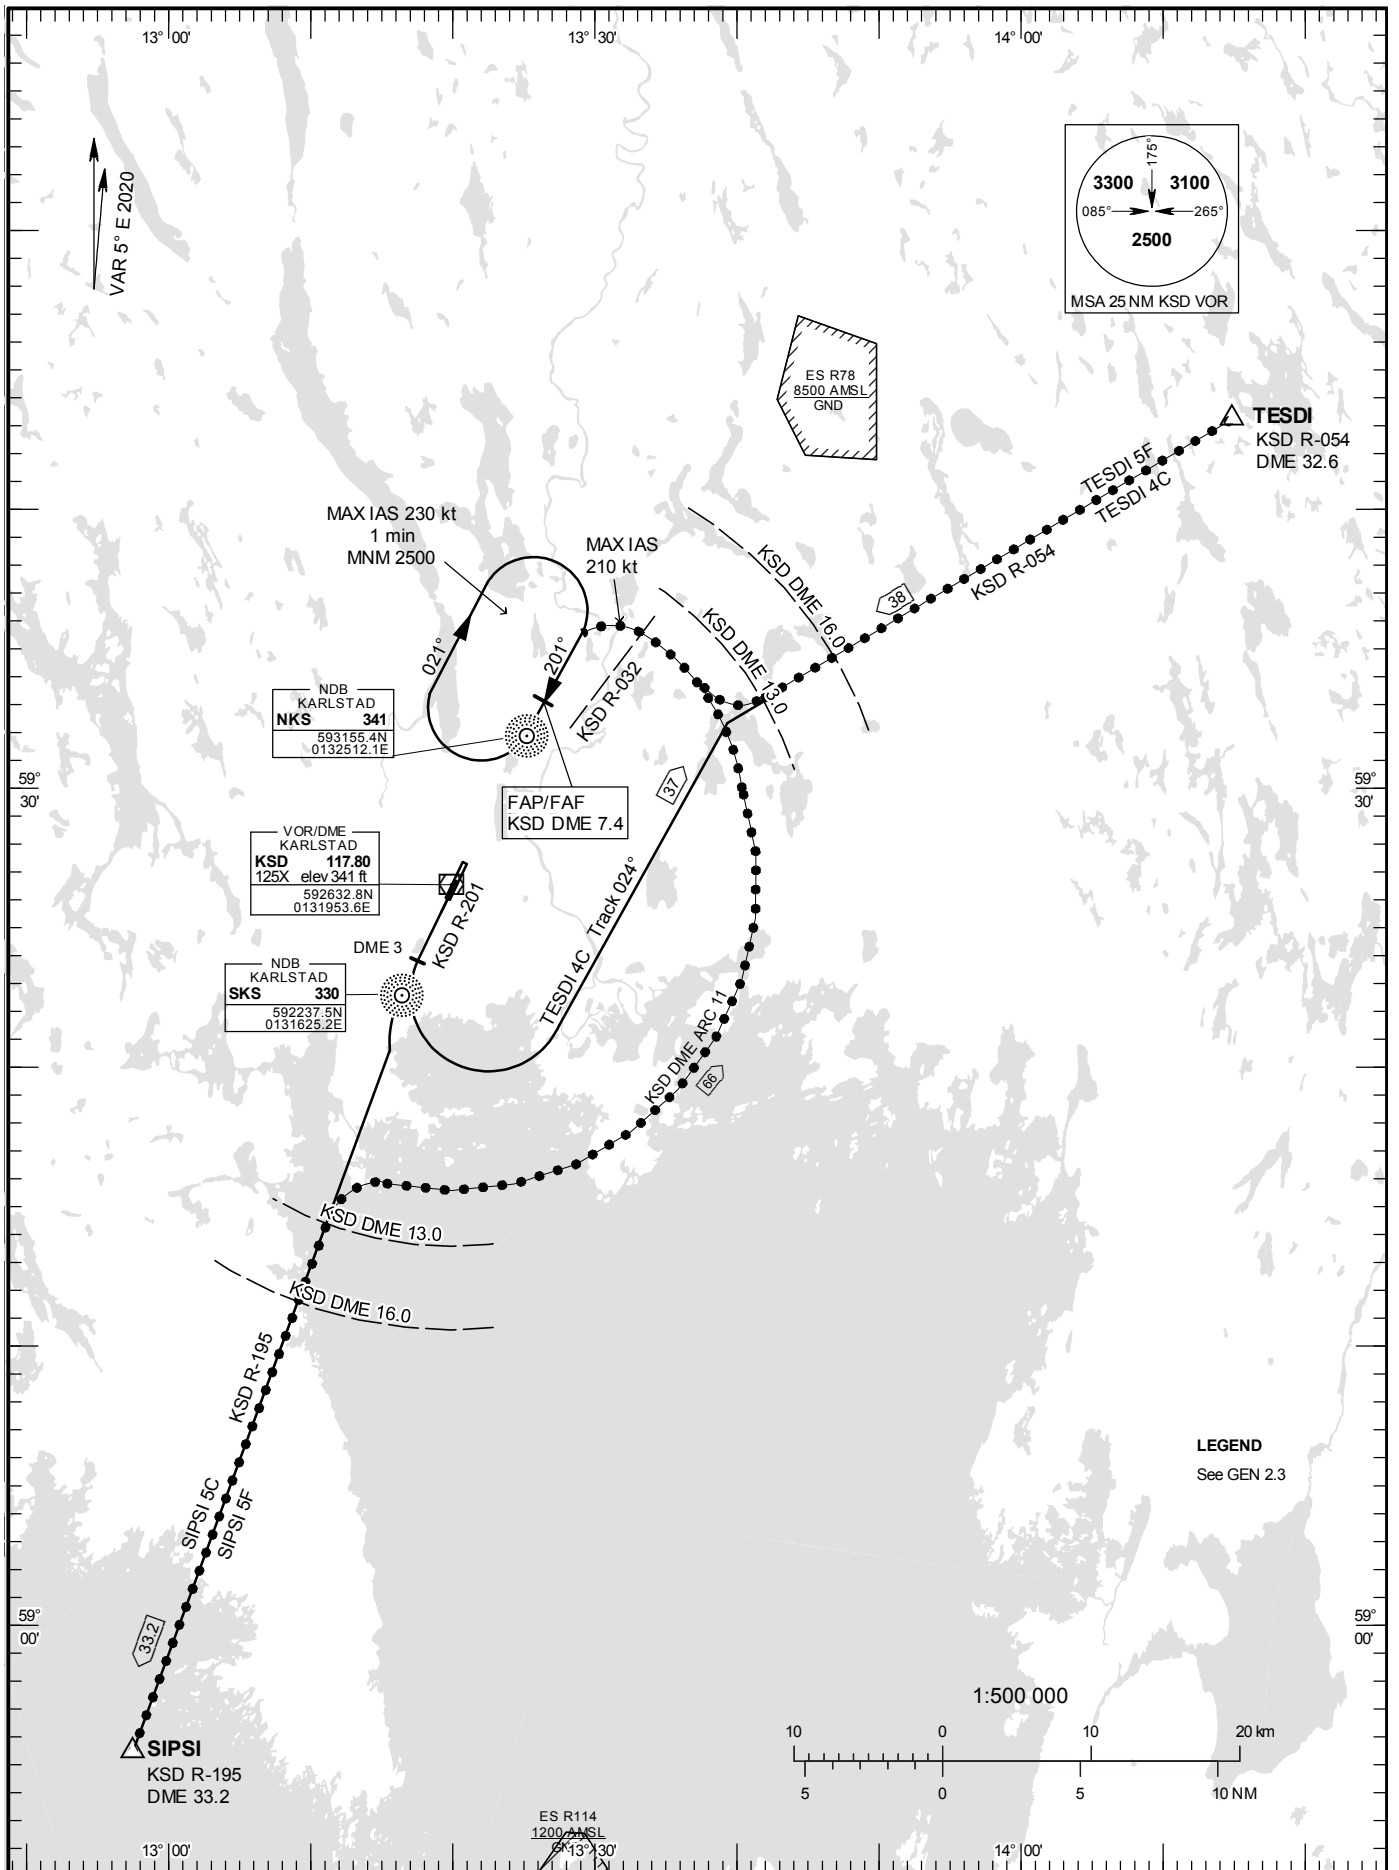 13° 00'
13° 30'
14° 00'
VAR 5° E 2020
175°
3300 3100
085° 265°
2500
MSA 25 NM KSD VOR
ES R78
8500 AMSL
GND
TESDI
KSD R-054
DME 32.6
TESDI 5F
TESDI 4C
KSD R-054
38
MAX IAS 230 kt
1 min
MNM 2500
MAX IAS
210 kt
KSD DME 16.0
KSD DME 13.0
021°
201°
KSD R-032
NDB
KARLSTAD
NKS 341
593155.4N
0132512.1E
FAP/FAF
KSD DME 7.4
37
59°
30'
59°
30'
VOR/DME
KARLSTAD
KSD 117.80
125X elev 341 ft
592632.8N
0131953.6E
KSD R-201
DME 3
TESDI 4C Track 024°
NDB
KARLSTAD
SKS 330
592237.5N
0131625.2E
KSD DME ARC 11
66
KSD DME 13.0
KSD DME 16.0
KSD R-195
SIPSI 5C
SIPSI 5F
LEGEND
See GEN 2.3
59°
00'
59°
00'
33.2
SIPSI
KSD R-195
DME 33.2
1:500 000
10 0 10 20 km
5 0 5 10 NM
ES R114
1200 AMSL
13° 00'
13° 30'
14° 00'